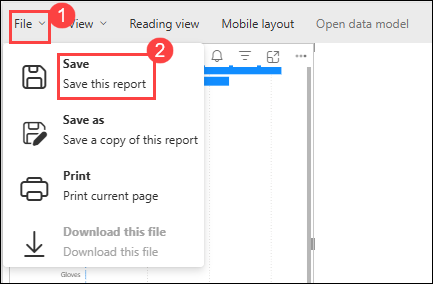 File 1 View Reading view Mobile layout Open data model
2
Save
Save this report
Save as
Save a copy of this report
Print
Print current page
Download this file
Download this file
Gloves